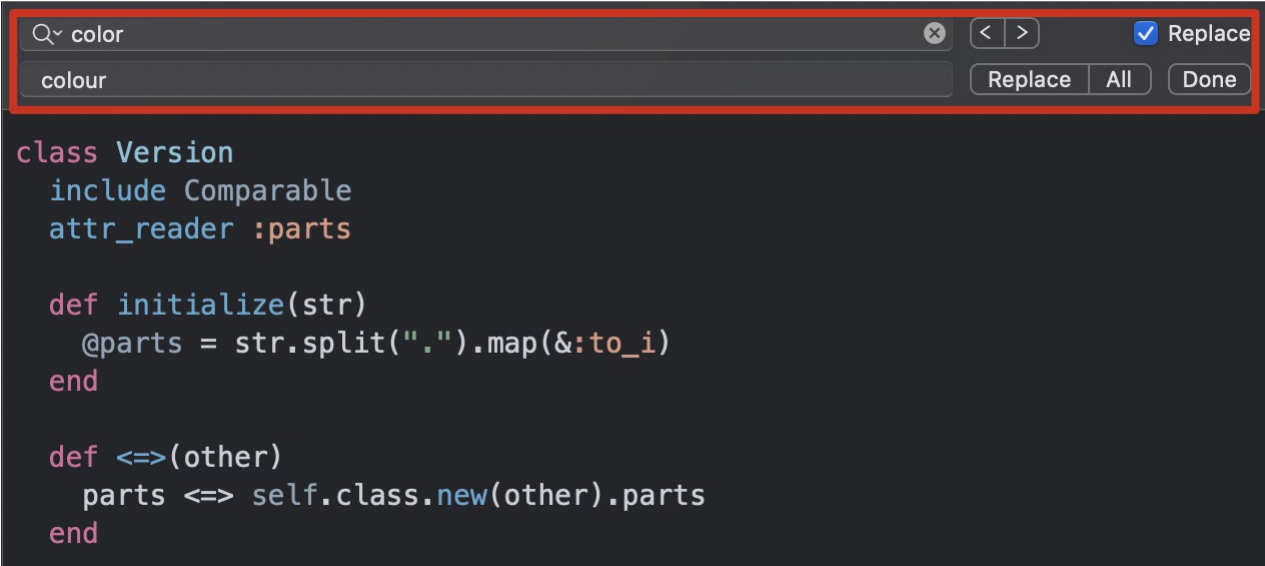 color < > Replace
colour Replace All Done
class Version
  include Comparable
  attr_reader :parts

  def initialize(str)
    @parts = str.split(".").map(&:to_i)
  end

  def <=>(other)
    parts <=> self.class.new(other).parts
  end